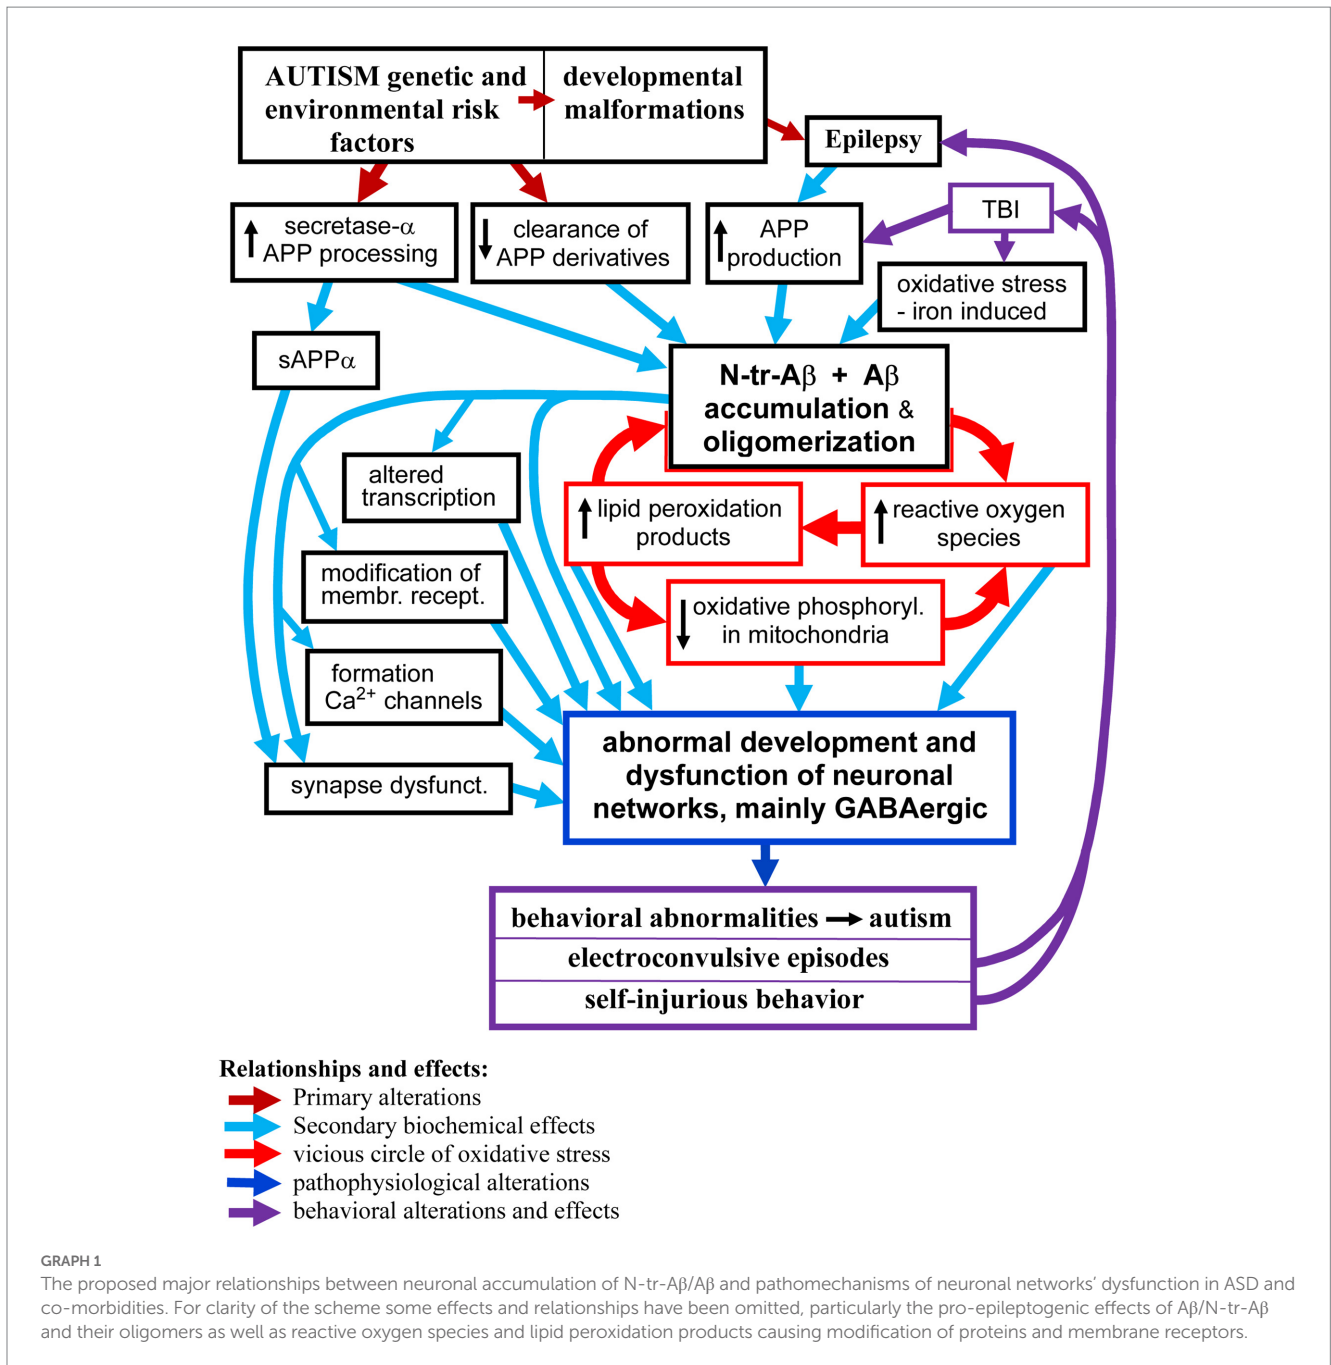 AUTISM genetic and
environmental risk
factors
developmental
malformations
Epilepsy
TBI
↑ secretase-α
APP processing
↓ clearance of
APP derivatives
↑ APP
production
oxidative stress
- iron induced
sAPPα
N-tr-Aβ + Aβ
accumulation &
oligomerization
altered
transcription
↑ lipid peroxidation
products
↑ reactive oxygen
species
modification of
membr. recept.
↓ oxidative phosphoryl.
in mitochondria
formation
Ca²⁺ channels
synapse dysfunct.
abnormal development and
dysfunction of neuronal
networks, mainly GABAergic
behavioral abnormalities → autism
electroconvulsive episodes
self-injurious behavior
Relationships and effects:
Primary alterations
Secondary biochemical effects
vicious circle of oxidative stress
pathophysiological alterations
behavioral alterations and effects
GRAPH 1
The proposed major relationships between neuronal accumulation of N-tr-Aβ/Aβ and pathomechanisms of neuronal networks' dysfunction in ASD and
co-morbidities. For clarity of the scheme some effects and relationships have been omitted, particularly the pro-epileptogenic effects of Aβ/N-tr-Aβ
and their oligomers as well as reactive oxygen species and lipid peroxidation products causing modification of proteins and membrane receptors.